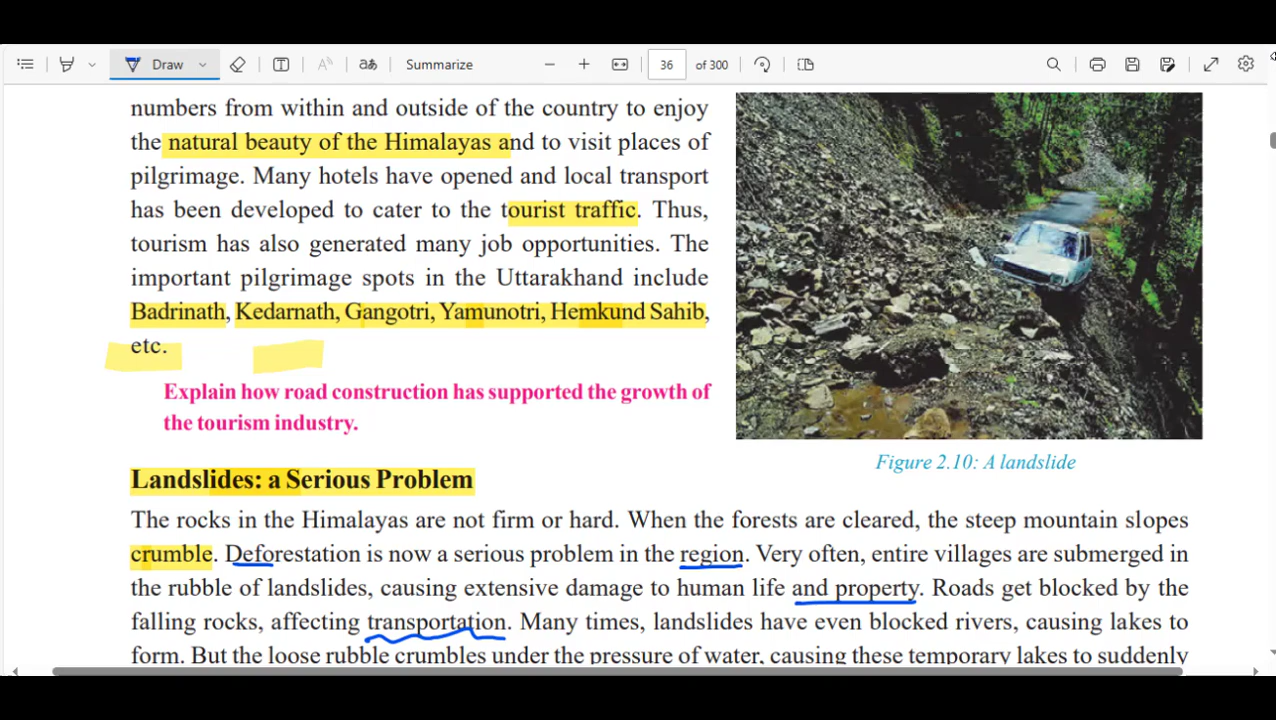 Draw
aあ
Summarize
36
of 300
numbers from within and outside of the country to enjoy
the natural beauty of the Himalayas and to visit places of
pilgrimage. Many hotels have opened and local transport
has been developed to cater to the tourist traffic. Thus,
tourism has also generated many job opportunities. The
important pilgrimage spots in the Uttarakhand include
Badrinath, Kedarnath, Gangotri, Yamunotri, Hemkund Sahib,
etc.
Explain how road construction has supported the growth of
the tourism industry.
Figure 2.10: A landslide
Landslides: a Serious Problem
The rocks in the Himalayas are not firm or hard. When the forests are cleared, the steep mountain slopes
crumble. Deforestation is now a serious problem in the region. Very often, entire villages are submerged in
the rubble of landslides, causing extensive damage to human life and property. Roads get blocked by the
falling rocks, affecting transportation. Many times, landslides have even blocked rivers, causing lakes to
form. But the loose rubble crumbles under the pressure of water, causing these temporary lakes to suddenly